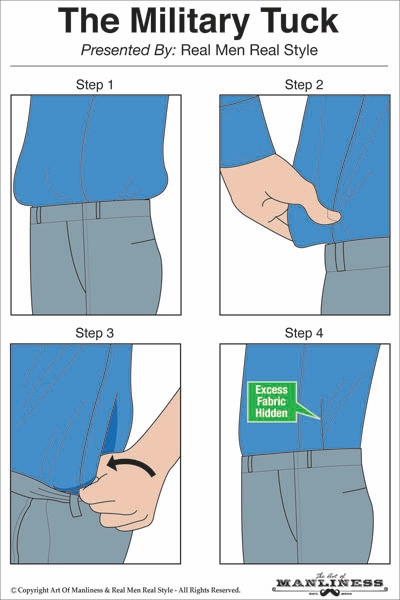 The Military Tuck
Presented By: Real Men Real Style
Step 1
Step 2
Step 3
Step 4
Excess
Fabric
Hidden
© Copyright Art Of Manliness & Real Men Real Style - All Rights Reserved.
The Art of
MANLINESS